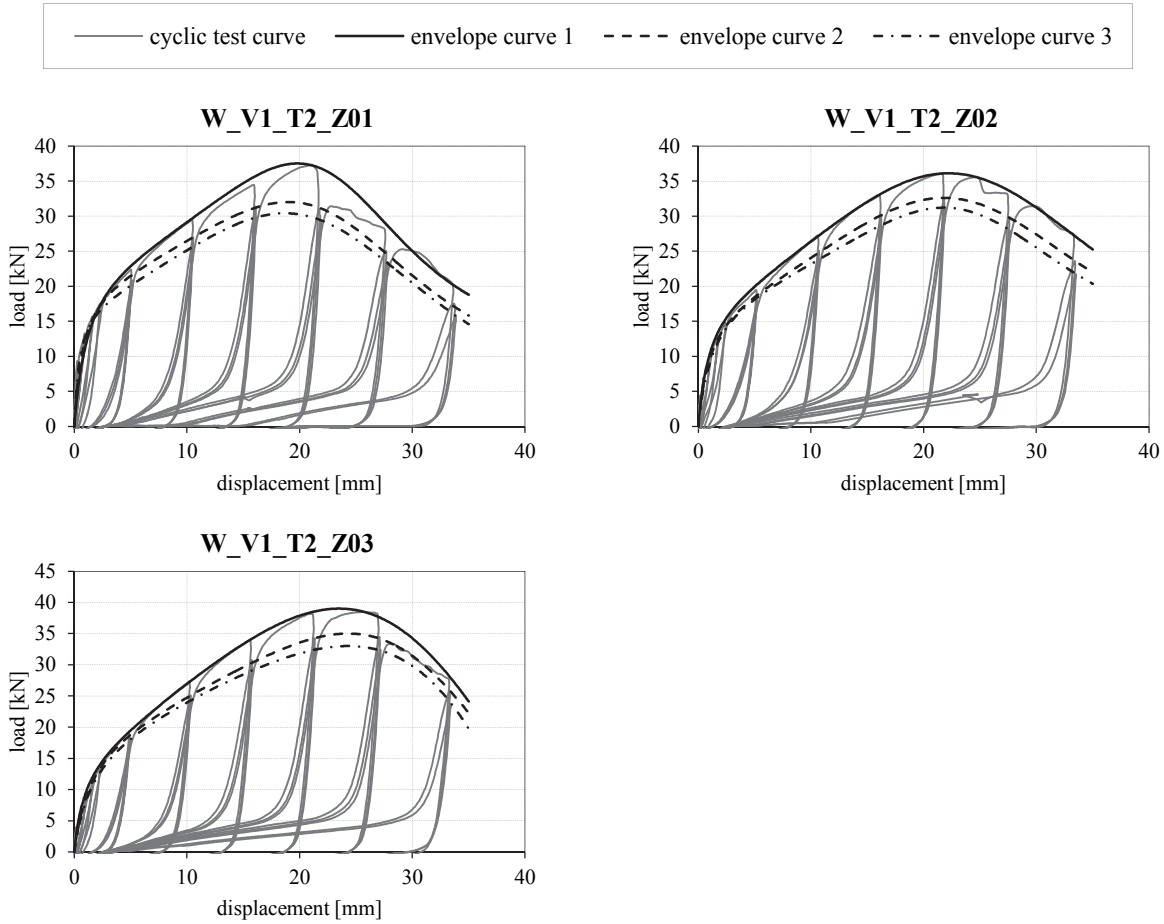 cyclic test curve envelope curve 1 envelope curve 2 envelope curve 3
W_V1_T2_Z01
40
35
30
25
20
15
10
5
0
load [kN]
0 10 20 30 40
displacement [mm]
W_V1_T2_Z02
40
35
30
25
20
15
10
5
0
load [kN]
0 10 20 30 40
displacement [mm]
W_V1_T2_Z03
45
40
35
30
25
20
15
10
5
0
load [kN]
0 10 20 30 40
displacement [mm]